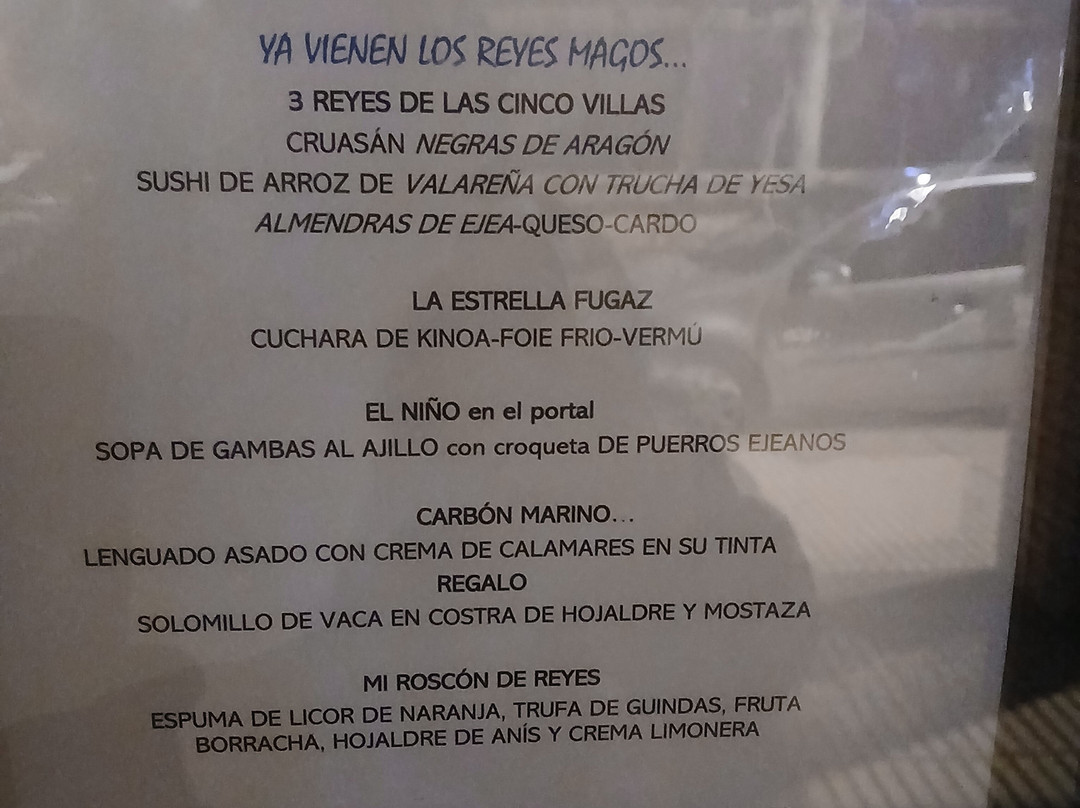 YA VIENEN LOS REYES MAGOS...
3 REYES DE LAS CINCO VILLAS
CRUASÁN NEGRAS DE ARAGÓN
SUSHI DE ARROZ DE VALAREÑA CON TRUCHA DE YESA
ALMENDRAS DE EJEA-QUESO-CARDO
LA ESTRELLA FUGAZ
CUCHARA DE KINOA-FOIE FRIO-VERMÚ
EL NIÑO en el portal
SOPA DE GAMBAS AL AJILLO con croqueta DE PUERROS EJEANOS
CARBÓN MARINO...
LENGUADO ASADO CON CREMA DE CALAMARES EN SU TINTA
REGALO
SOLOMILLO DE VACA EN COSTRA DE HOJALDRE Y MOSTAZA
MI ROSCÓN DE REYES
ESPUMA DE LICOR DE NARANJA, TRUFA DE GUINDAS, FRUTA
BORRACHA, HOJALDRE DE ANÍS Y CREMA LIMONERA